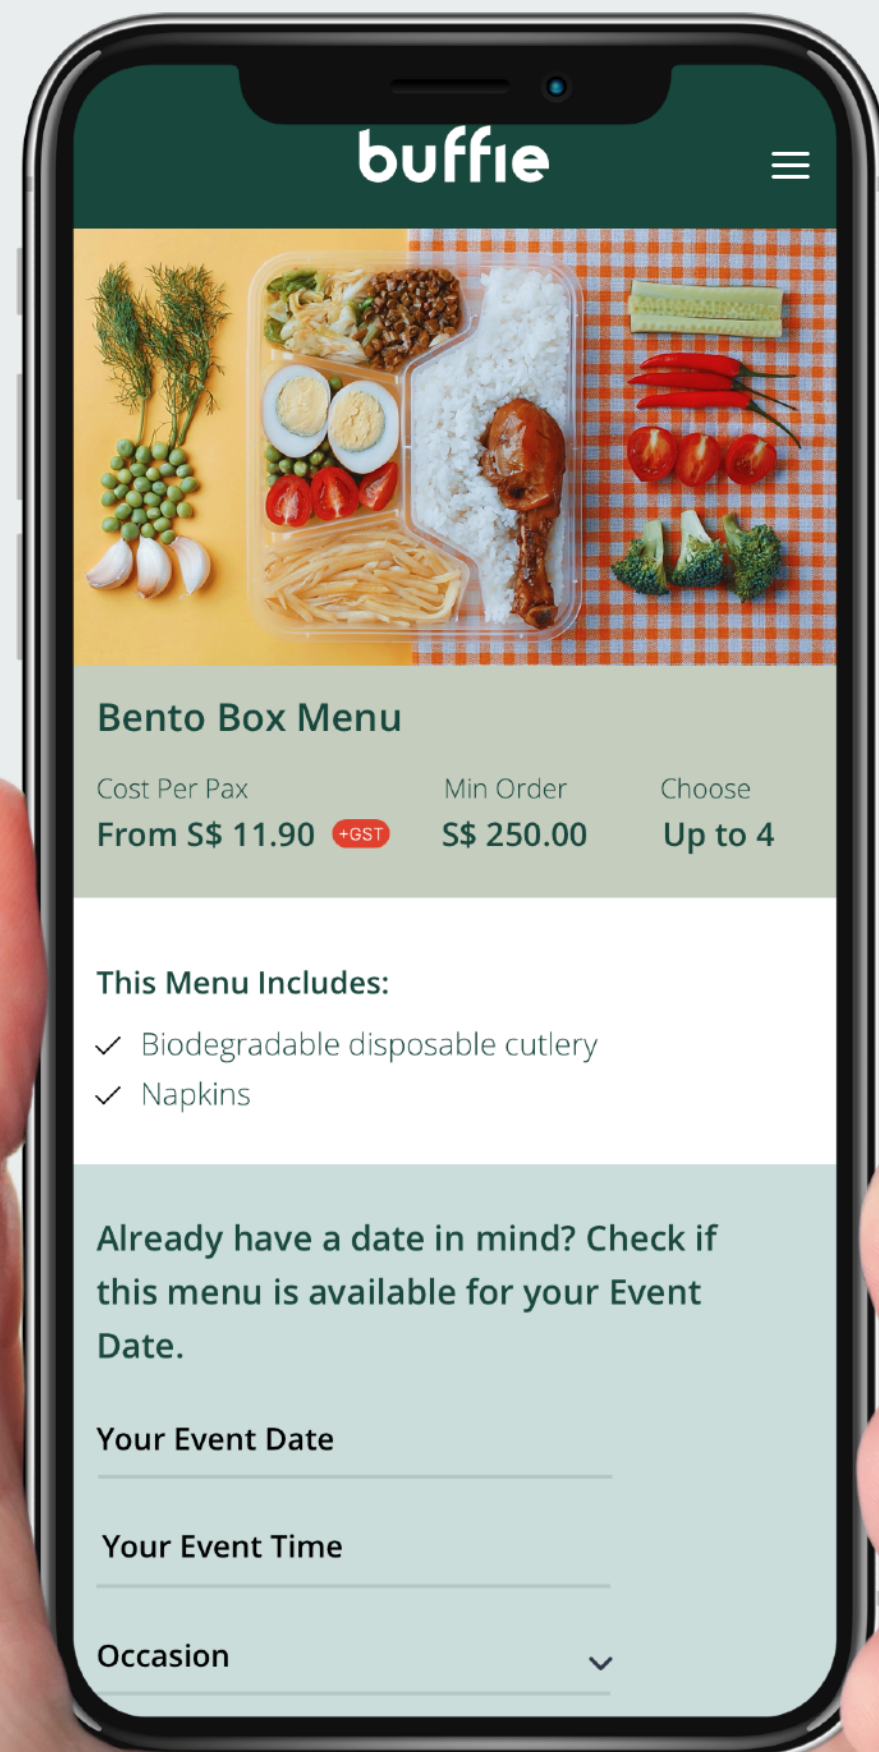 buffie
Bento Box Menu
Cost Per Pax Min Order Choose
From S$ 11.90 +GST S$ 250.00 Up to 4
This Menu Includes:
Biodegradable disposable cutlery
Napkins
Already have a date in mind? Check if
this menu is available for your Event
Date.
Your Event Date
Your Event Time
Occasion